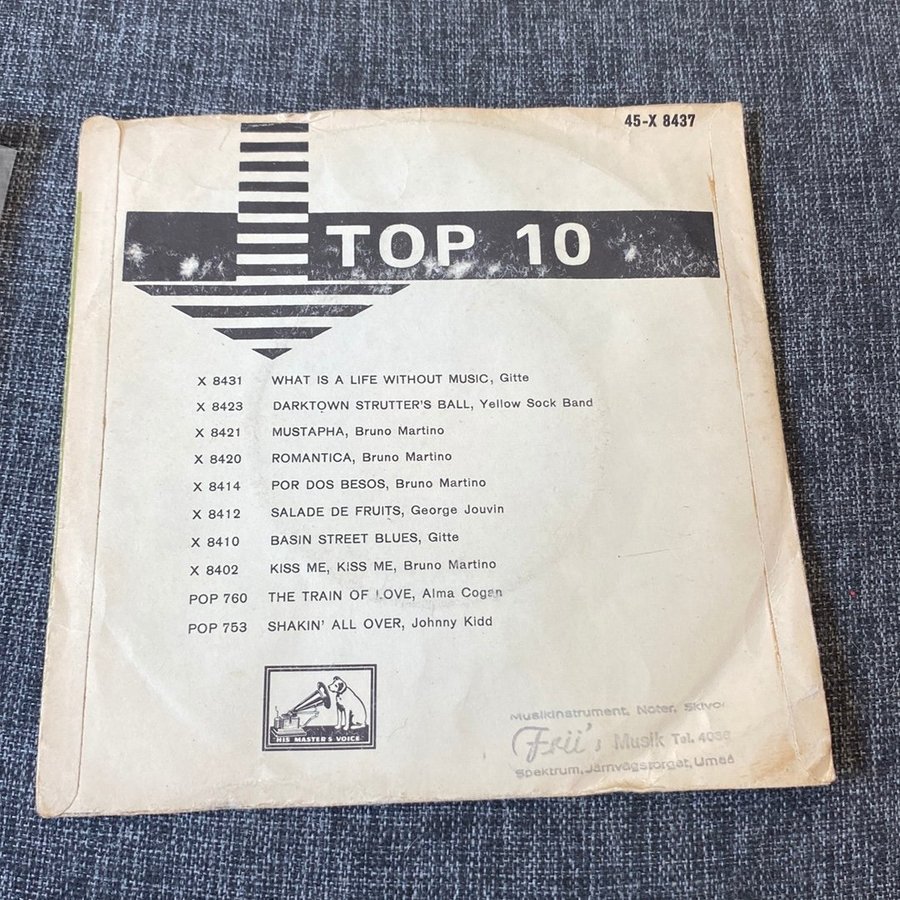 45-X 8437
TOP 10
X 8431 WHAT IS A LIFE WITHOUT MUSIC, Gitte
X 8423 DARKTOWN STRUTTER'S BALL, Yellow Sock Band
X 8421 MUSTAPHA, Bruno Martino
X 8420 ROMANTICA, Bruno Martino
X 8414 POR DOS BESOS, Bruno Martino
X 8412 SALADE DE FRUITS, George Jouvin
X 8410 BASIN STREET BLUES, Gitte
X 8402 KISS ME, KISS ME, Bruno Martino
POP 760 THE TRAIN OF LOVE, Alma Cogan
POP 753 SHAKIN' ALL OVER, Johnny Kidd
HIS MASTER'S VOICE
Musikinstrument, Noter,
Frii's Musik Tel.
Spektrum, Järnvägstorget, Umeå